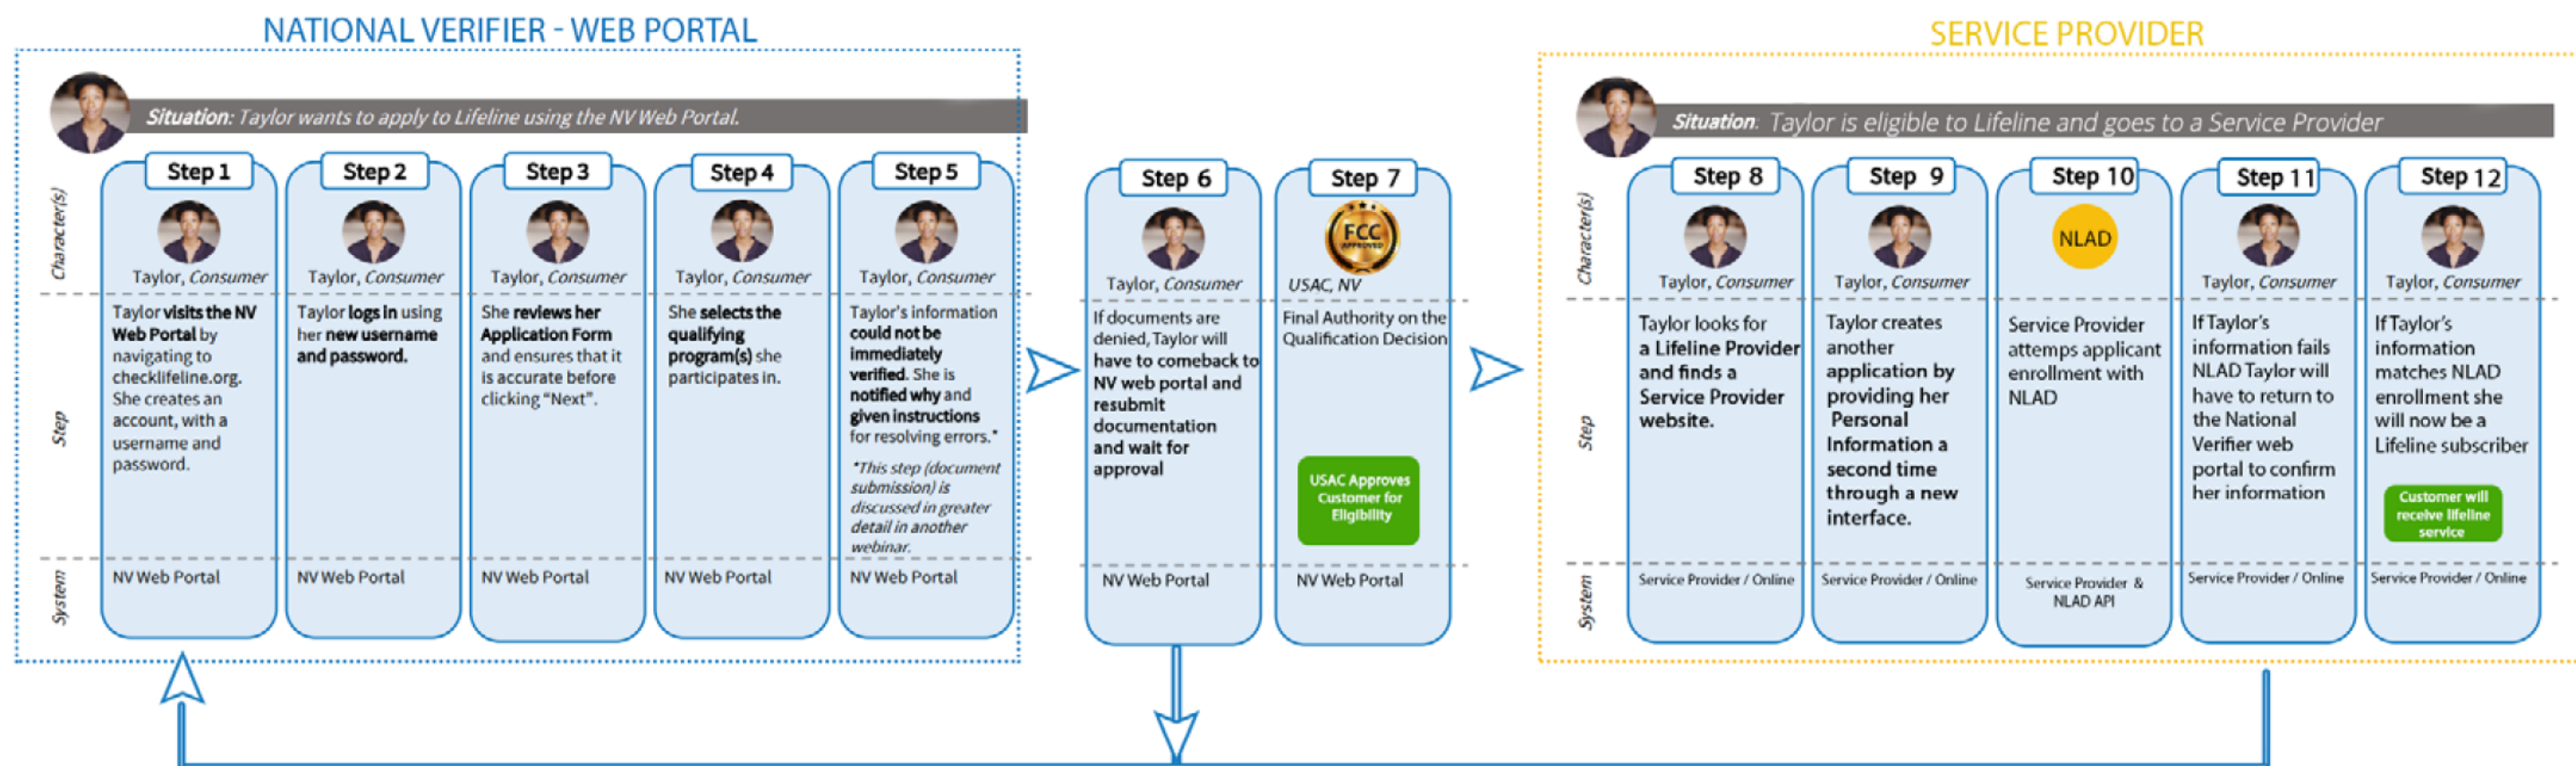 NATIONAL VERIFIER - WEB PORTAL
Situation: Taylor wants to apply to Lifeline using the NV Web Portal.
Character(s)
Step
System
Step 1
Taylor, Consumer
Taylor visits the NV
Web Portal by
navigating to
checklifeline.org.
She creates an
account, with a
username and
password.
NV Web Portal
Step 2
Taylor, Consumer
Taylor logs in using
her new username
and password.
NV Web Portal
Step 3
Taylor, Consumer
She reviews her
Application Form
and ensures that it
is accurate before
clicking “Next”.
NV Web Portal
Step 4
Taylor, Consumer
She selects the
qualifying
program(s) she
participates in.
NV Web Portal
Step 5
Taylor, Consumer
Taylor's information
could not be
immediately
verified. She is
notified why and
given instructions
for resolving errors.*
*This step (document
submission) is
discussed in greater
detail in another
webinar.
NV Web Portal
Step 6
Taylor, Consumer
If documents are
denied, Taylor will
have to comeback to
NV web portal and
resubmit
documentation
and wait for
approval
NV Web Portal
Step 7
FCC
APPROVED
USAC, NV
Final Authority on the
Qualification Decision
USAC Approves
Customer for
Eligibility
NV Web Portal
SERVICE PROVIDER
Situation: Taylor is eligible to Lifeline and goes to a Service Provider
Character(s)
Step
System
Step 8
Taylor, Consumer
Taylor looks for
a Lifeline Provider
and finds a
Service Provider
website.
Service Provider / Online
Step 9
Taylor, Consumer
Taylor creates
another
application by
providing her
Personal
Information a
second time
through a new
interface.
Service Provider / Online
Step 10
NLAD
Service Provider
attemps applicant
enrollment with
NLAD
Service Provider &
NLAD API
Step 11
Taylor, Consumer
If Taylor’s
information fails
NLAD Taylor will
have to return to
the National
Verifier web
portal to confirm
her information
Service Provider / Online
Step 12
Taylor, Consumer
If Taylor’s
information
matches NLAD
enrollment she
will now be a
Lifeline subscriber
Customer will
receive lifeline
service
Service Provider / Online